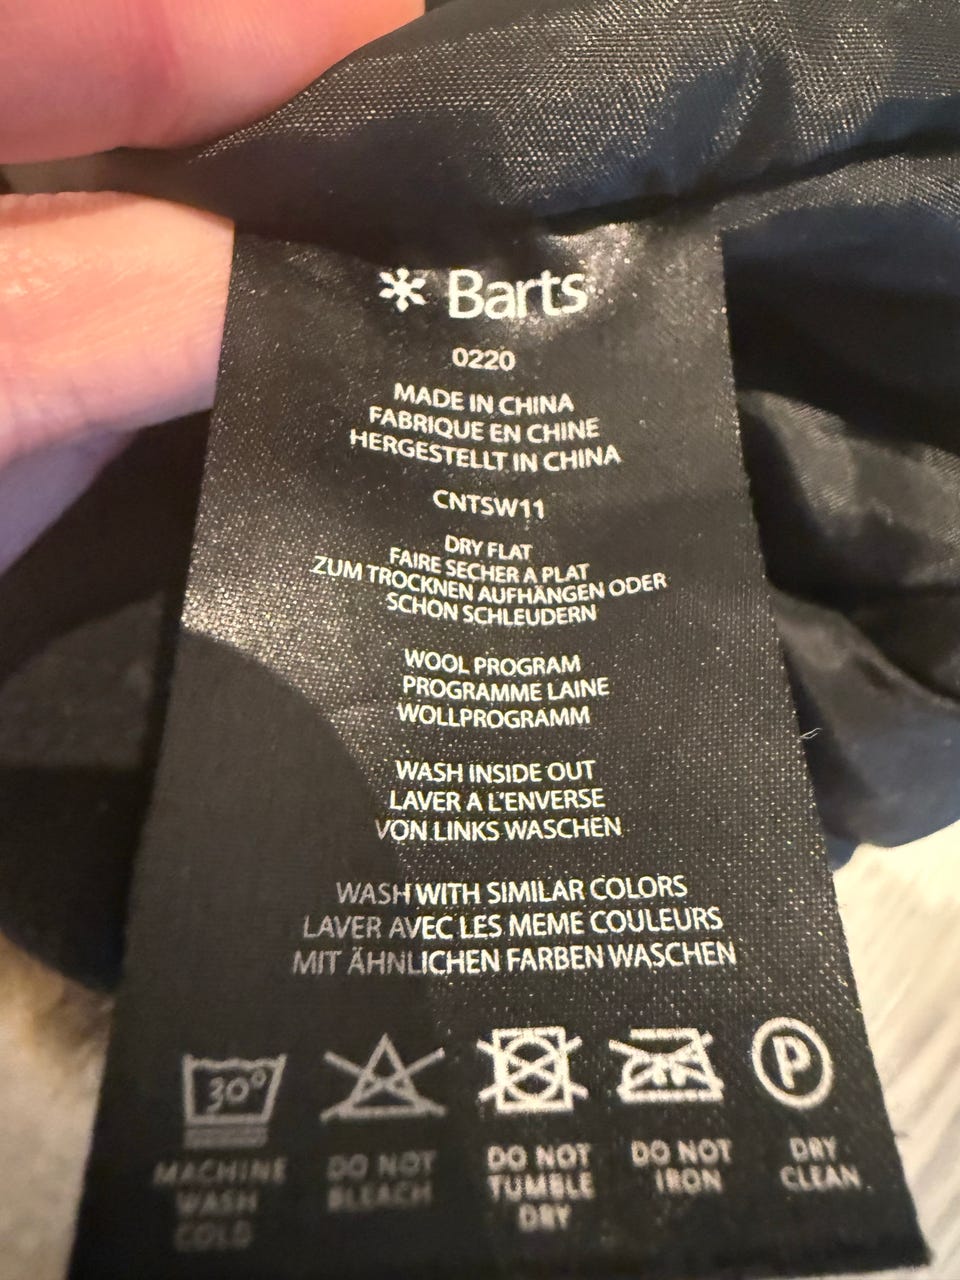 Barts
0220
MADE IN CHINA
FABRIQUE EN CHINE
HERGESTELLT IN CHINA
CNTSW11
DRY FLAT
FAIRE SECHER A PLAT
ZUM TROCKNEN AUFHÄNGEN ODER
SCHON SCHLEUDERN
WOOL PROGRAM
PROGRAMME LAINE
WOLLPROGRAMM
WASH INSIDE OUT
LAVER A L'ENVERSE
VON LINKS WASCHEN
WASH WITH SIMILAR COLORS
LAVER AVEC LES MEME COULEURS
MIT ÄHNLICHEN FARBEN WASCHEN
30° P
MACHINE WASH COLD
DO NOT BLEACH
DO NOT TUMBLE DRY
DO NOT IRON
DRY CLEAN